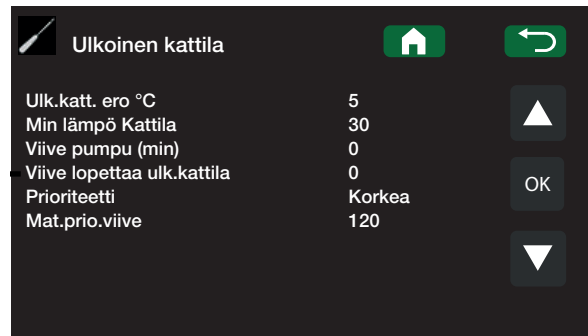 Ulkoinen kattila
Ulk.katt. ero °C 5
Min lämpö Kattila 30
Viive pumpu (min) 0
Viive lopettaa ulk.kattila 0
Prioriteetti Korkea
OK
Mat.prio.viive 120